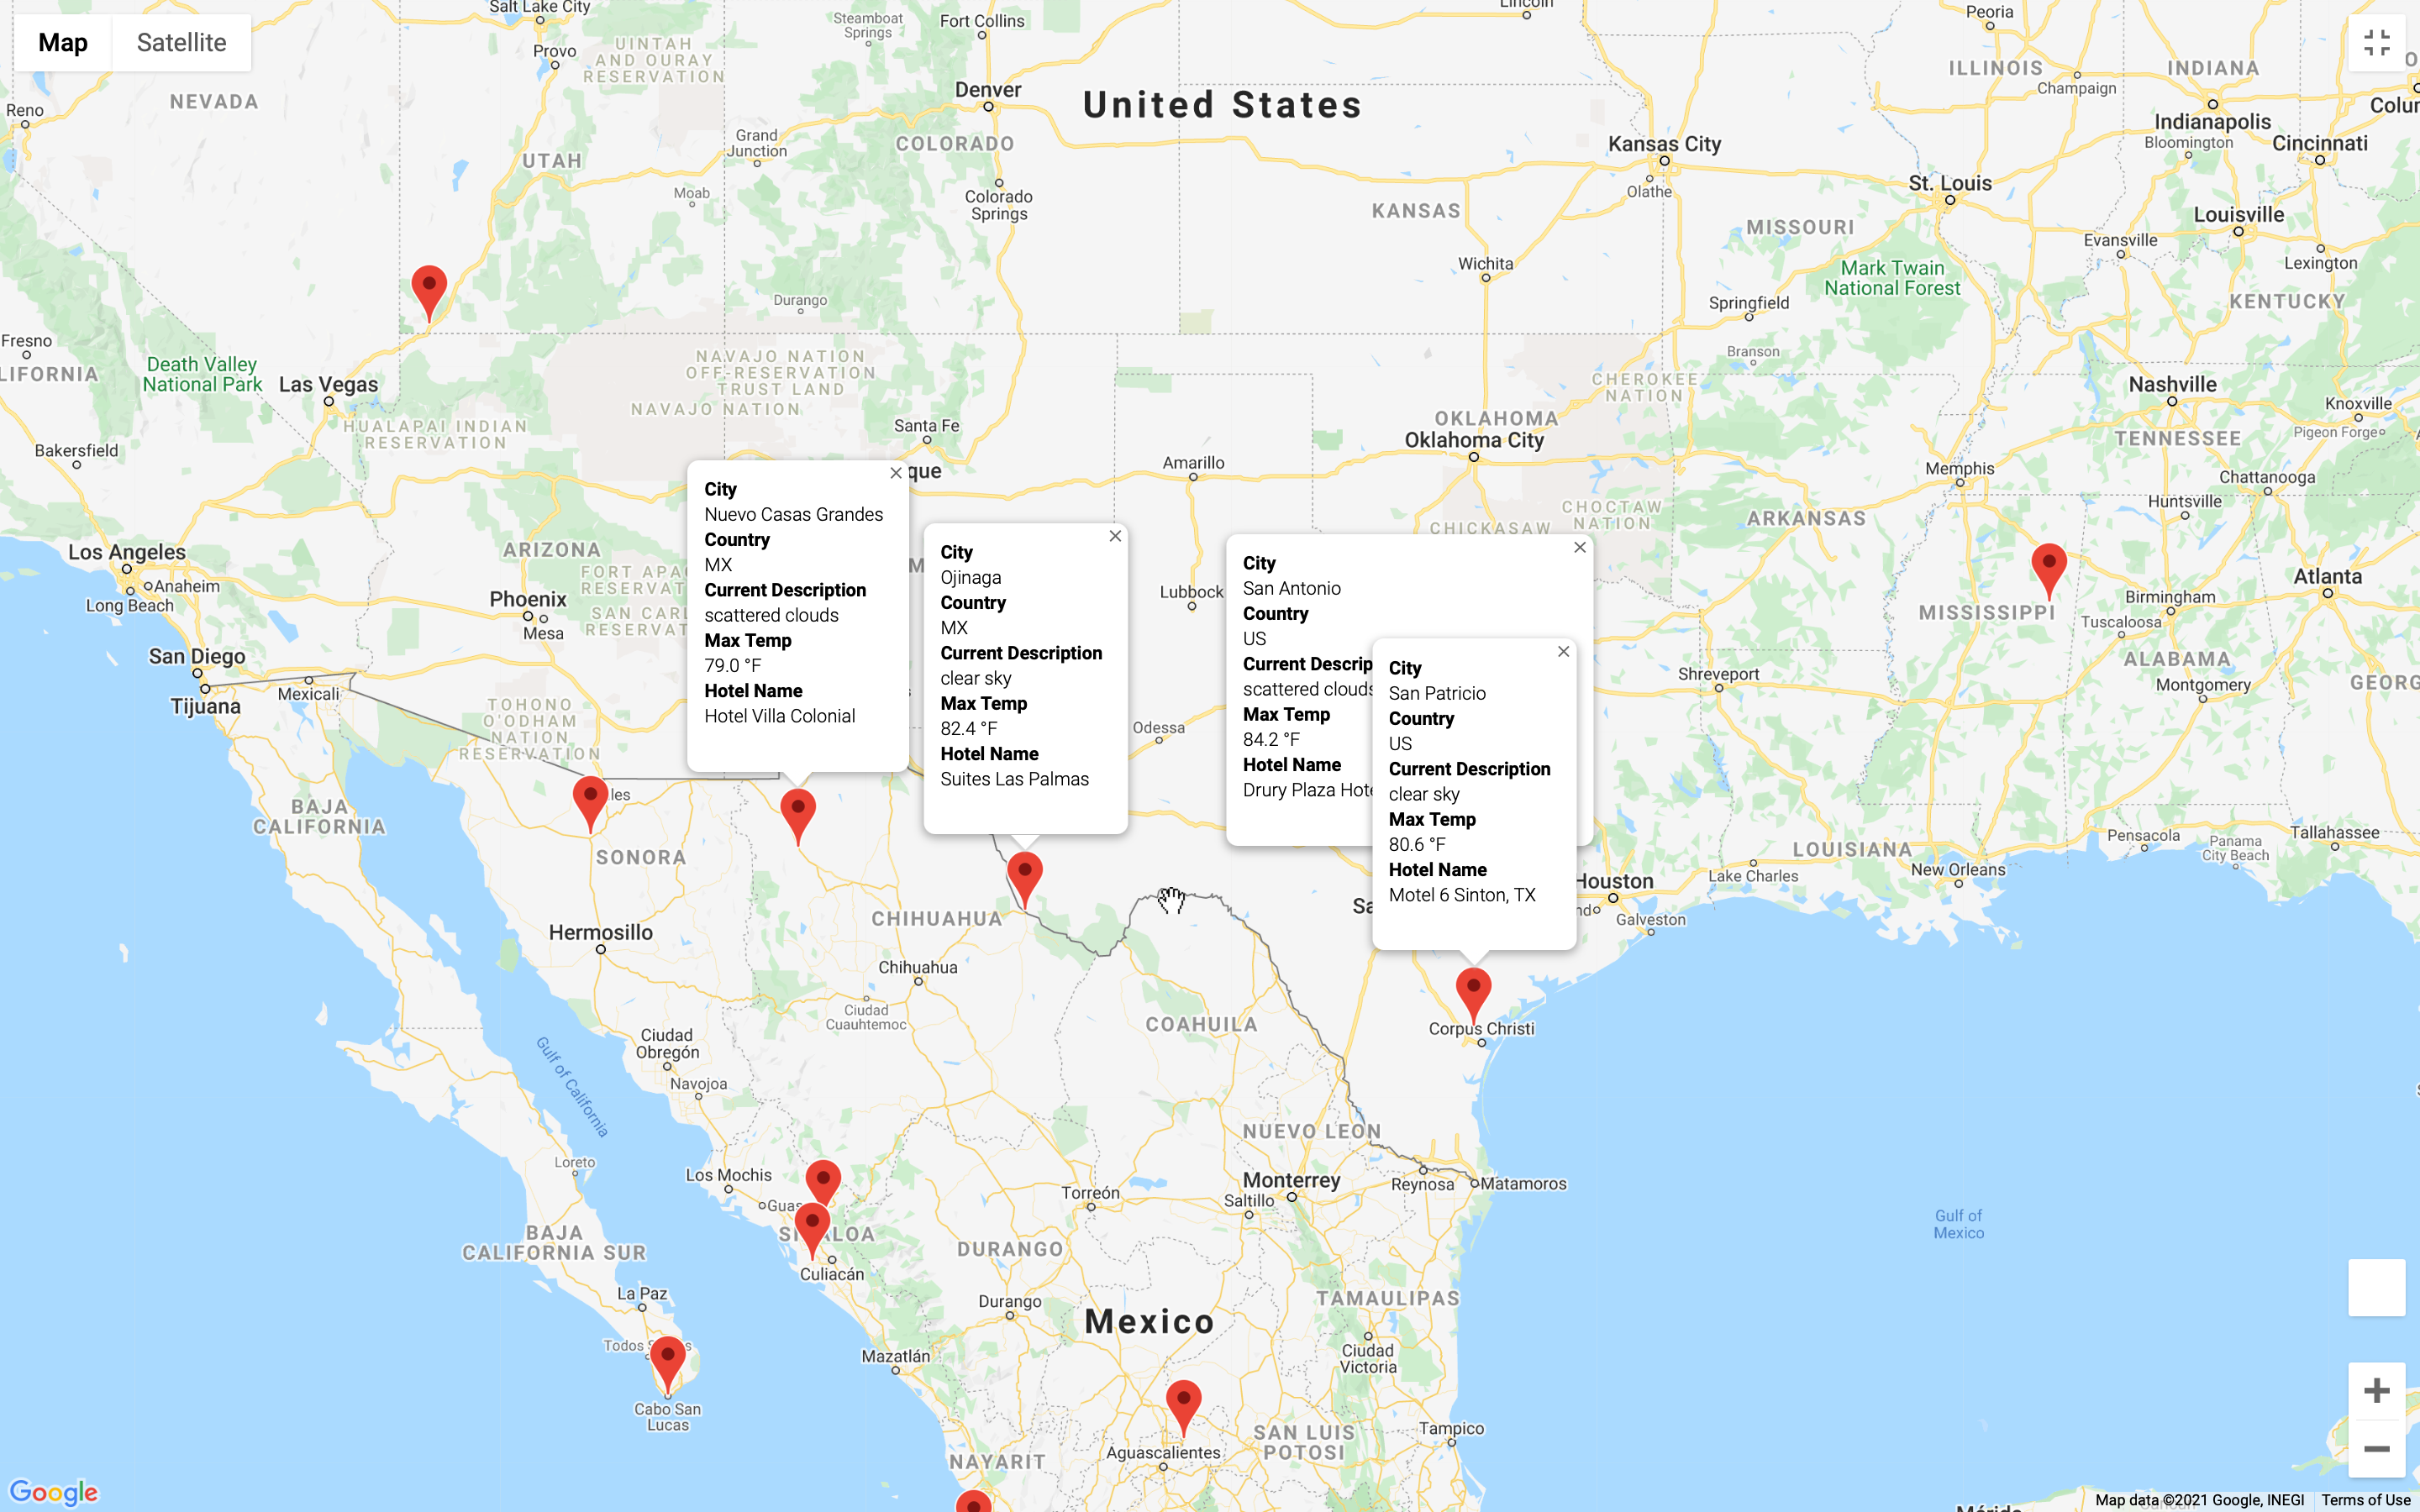 Map
Satellite
Salt Lake City
Provo
UINTAH
AND OURAY
RESERVATION
Steamboat
Springs
Fort Collins
Lincoln
Peoria
ILLINOIS
Champaign
INDIANA
Indianapolis
Bloomington
Cincinnati
NEVADA
Reno
Denver
United States
COLORADO
Grand
Junction
UTAH
Moab
Colorado
Springs
Kansas City
Olathe
KANSAS
St. Louis
MISSOURI
Louisville
Evansville
Lexington
KENTUCKY
Wichita
Mark Twain
National Forest
Springfield
Branson
Durango
Fresno
LIFORNIA
Death Valley
National Park
Las Vegas
NAVAJO NATION
OFF-RESERVATION
TRUST LAND
NAVAJO NATION
HUALAPAI INDIAN
RESERVATION
Bakersfield
Santa Fe
que
Amarillo
CHEROKEE
NATION
OKLAHOMA
Oklahoma City
CHICKASAW
CHOCTAW
NATION
Nashville
TENNESSEE
Knoxville
Pigeon Forge
Memphis
Chattanooga
Huntsville
ARKANSAS
Los Angeles
Anaheim
Long Beach
ARIZONA
Phoenix
Mesa
San Diego
Tijuana
Mexicali
TOHONO
O'ODHAM
NATION
RESERVATION
City
Nuevo Casas Grandes
Country
MX
Current Description
scattered clouds
Max Temp
79.0 °F
Hotel Name
Hotel Villa Colonial
City
Ojinaga
Country
MX
Current Description
clear sky
Max Temp
82.4 °F
Hotel Name
Suites Las Palmas
Lubbock
Odessa
City
San Antonio
Country
US
Current Descrip
scattered clouds
Max Temp
84.2 °F
Hotel Name
Drury Plaza Hote
City
San Patricio
Country
US
Current Description
clear sky
Max Temp
80.6 °F
Hotel Name
Motel 6 Sinton, TX
Shreveport
MISSISSIPPI
Birmingham
Tuscaloosa
Atlanta
ALABAMA
Montgomery
GEORG
LOUISIANA
Pensacola
Panama
City Beach
Tallahassee
New Orleans
Lake Charles
Houston
Galveston
BAJA
CALIFORNIA
SONORA
Hermosillo
CHIHUAHUA
Chihuahua
Ciudad
Cuauhtemoc
COAHUILA
Corpus Christi
Ciudad
Obregón
Navojoa
Gulf of California
Loreto
Los Mochis
NUEVO LEON
Monterrey
Saltillo
Reynosa
Matamoros
Torreón
Culiacán
DURANGO
Durango
BAJA
CALIFORNIA SUR
La Paz
Cabo San
Lucas
Mazatlán
Mexico
TAMAULIPAS
Ciudad
Victoria
Gulf of
Mexico
Aguascalientes
SAN LUIS
POTOSI
Tampico
NAYARIT
Google
Map data ©2021 Google, INEGI
Terms of Use